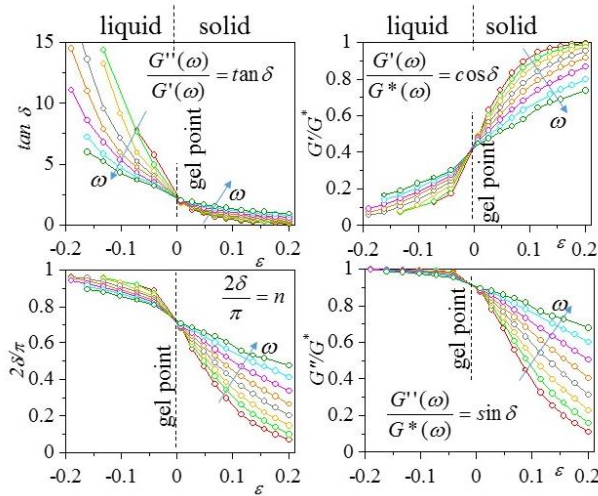 liquid solid liquid solid
15
10
5
0
tan δ
G''(ω)/G'(ω) = tan δ
gel point
ω
ω
-0.2 -0.1 0 0.1 0.2
ε
1
0.8
0.6
0.4
0.2
0
G'/G*
G'(ω)/G*(ω) = cosδ
gel point
ω
-0.2 -0.1 0 0.1 0.2
ε
1
0.8
0.6
0.4
0.2
0
2δ/π
2δ/π = n
gel point
ω
-0.2 -0.1 0 0.1 0.2
ε
1
0.8
0.6
0.4
0.2
0
G''/G*
gel point
ω
G''(ω)/G*(ω) = sin δ
-0.2 -0.1 0 0.1 0.2
ε